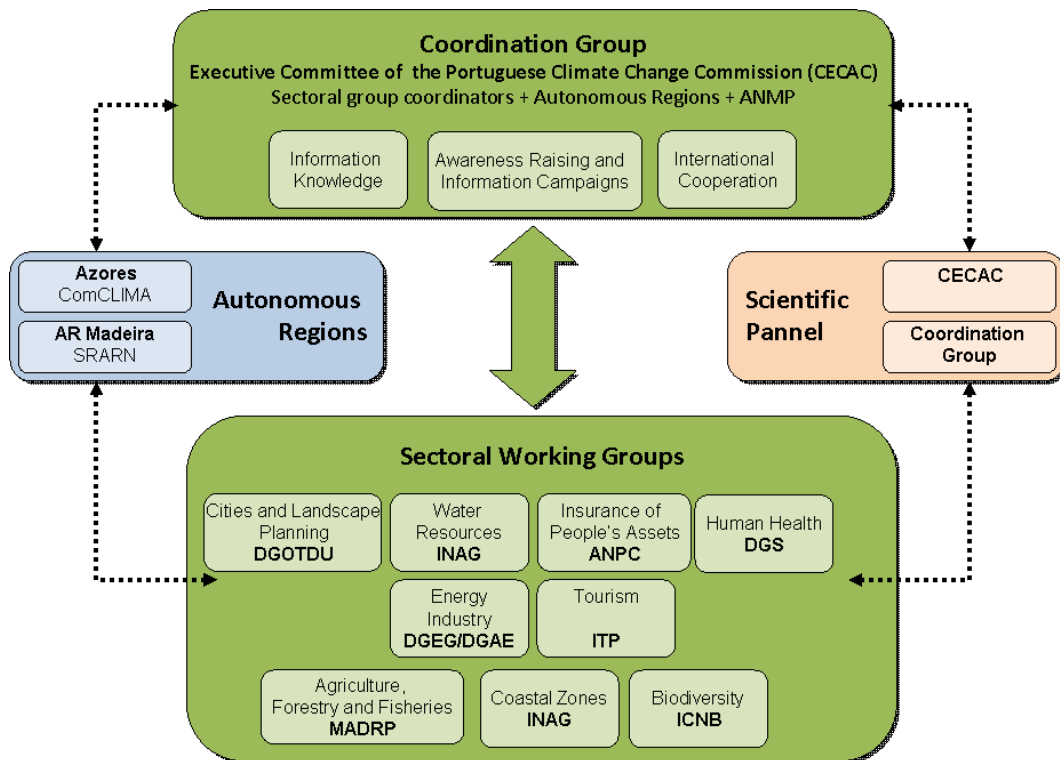 Coordination Group
Executive Committee of the Portuguese Climate Change Commission (CECAC)
Sectoral group coordinators + Autonomous Regions + ANMP
Information
Knowledge
Awareness Raising and
Information Campaigns
International
Cooperation
Azores
ComCLIMA
AR Madeira
SRARN
Autonomous
Regions
Scientific
Pannel
CECAC
Coordination
Group
Sectoral Working Groups
Cities and Landscape
Planning
DGOTDU
Water
Resources
INAG
Insurance of
People's Assets
ANPC
Human Health
DGS
Energy
Industry
DGEG/DGAE
Tourism
ITP
Agriculture,
Forestry and Fisheries
MADRP
Coastal Zones
INAG
Biodiversity
ICNB